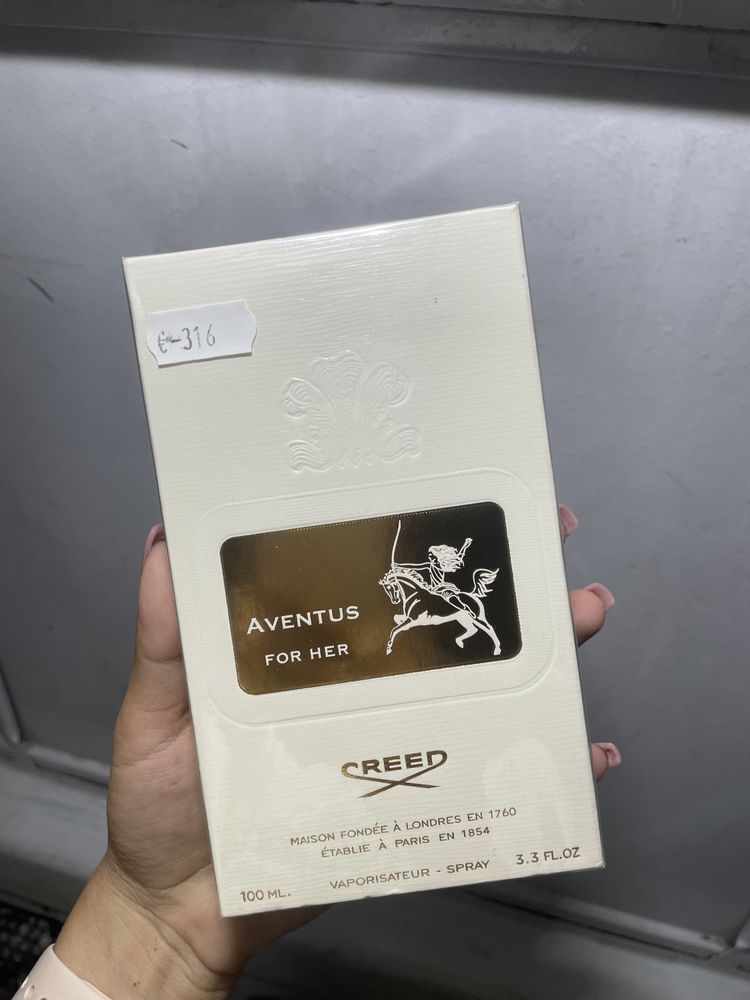 €-316
AVENTUS
FOR HER
CREED
MAISON FONDÉE À LONDRES EN 1760
ÉTABLIE À PARIS EN 1854
100 ML. VAPORISATEUR - SPRAY 3.3 FL.OZ